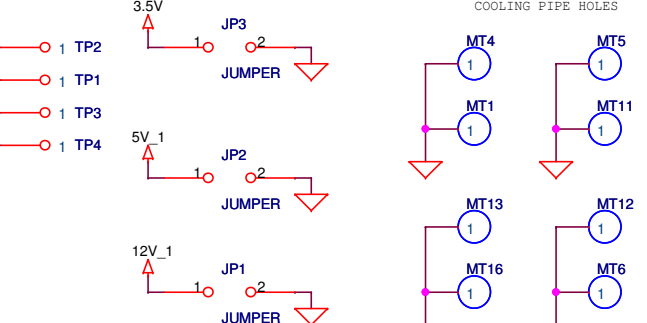 COOLING PIPE HOLES
3.5V
JP3
1 2
JUMPER
1 TP2
1 TP1
1 TP3
1 TP4
5V_1
JP2
1 2
JUMPER
12V_1
JP1
1 2
JUMPER
MT4
1
MT5
1
MT1
1
MT11
1
MT13
1
MT12
1
MT16
1
MT6
1